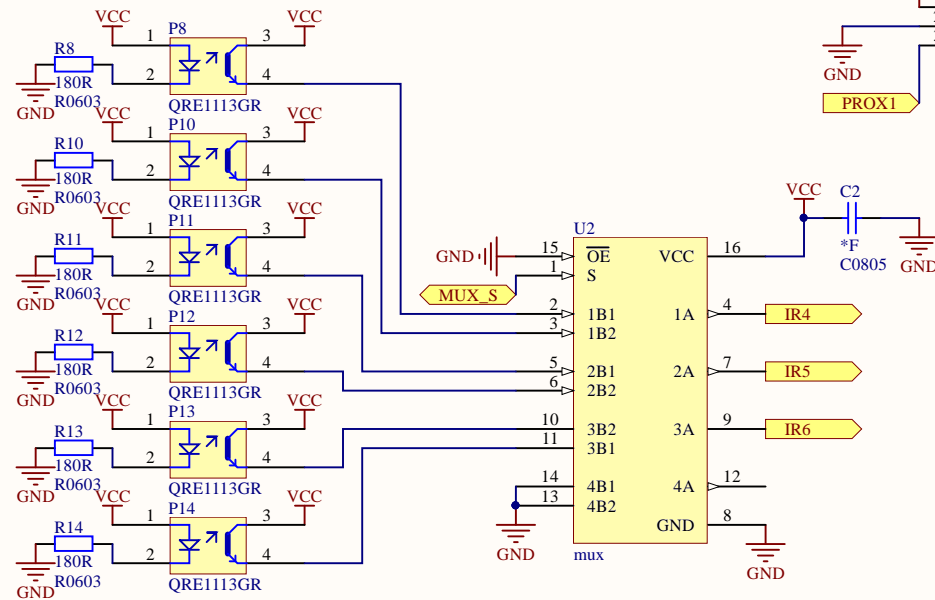 VCC
VCC
P8
1
3
R8
2
4
180R
QRE1113GR
GND
R0603
GND
PROX1
VCC
VCC
P10
1
3
R10
2
4
180R
QRE1113GR
GND
R0603
VCC
VCC
P11
1
3
R11
2
4
180R
QRE1113GR
GND
R0603
VCC
VCC
P12
1
3
R12
2
4
180R
QRE1113GR
GND
R0603
VCC
VCC
P13
1
3
R13
2
4
180R
QRE1113GR
GND
R0603
VCC
VCC
P14
1
3
R14
2
4
180R
QRE1113GR
GND
R0603
U2
GND
15
OE
VCC
16
1
S
MUX_S
2
1B1
1A
4
IR4
3
1B2
5
2B1
2A
7
IR5
6
2B2
10
3B2
3A
9
IR6
11
3B1
14
4B1
4A
12
13
4B2
GND
8
GND
mux
GND
VCC
C2
*F
C0805
GND